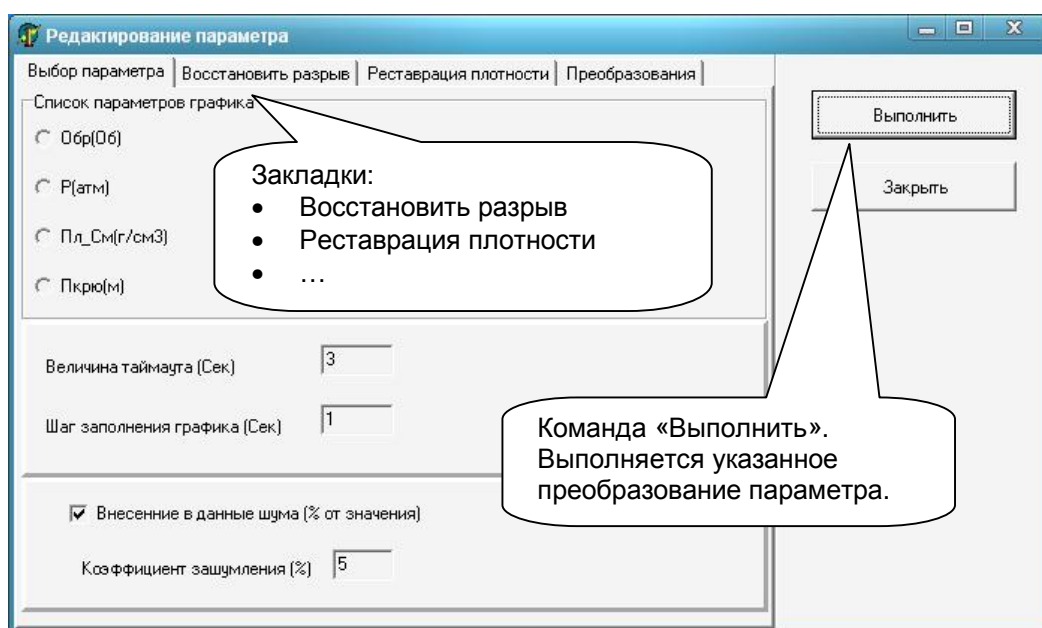 Редактирование параметра
Выбор параметра Восстановить разрыв Реставрация плотности Преобразования
Список параметров графика
Обр(Об)
Р(атм)
Пл_См(г/см3)
Пкрю(м)
Закладки:
• Восстановить разрыв
• Реставрация плотности
• …
Выполнить
Закрыть
Величина таймаута (Сек) 3
Шаг заполнения графика (Сек) 1
Команда «Выполнить».
Выполняется указанное
преобразование параметра.
Внесенние в данные шума (% от значения)
Коэффициент зашумления (%) 5